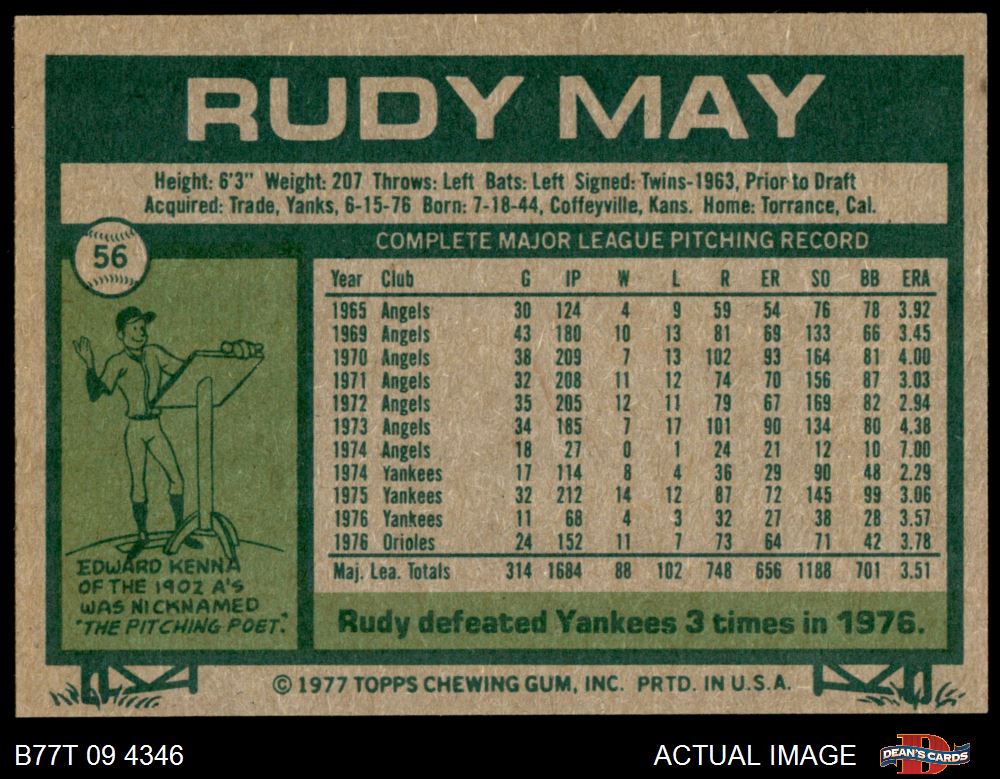 RUDY MAY
Height: 6'3" Weight: 207 Throws: Left Bats: Left Signed: Twins-1963, Prior to Draft
Acquired: Trade, Yanks, 6-15-76 Born: 7-18-44, Coffeyville, Kans. Home: Torrance, Cal.
56
COMPLETE MAJOR LEAGUE PITCHING RECORD
Year Club G IP W L R ER SO BB ERA
1965 Angels 30 124 4 9 59 54 76 78 3.92
1969 Angels 43 180 10 13 81 69 133 66 3.45
1970 Angels 38 209 7 13 102 93 164 81 4.00
1971 Angels 32 208 11 12 74 70 156 87 3.03
1972 Angels 35 205 12 11 79 67 169 82 2.94
1973 Angels 34 185 7 17 101 90 134 80 4.38
1974 Angels 18 27 0 1 24 21 12 10 7.00
1974 Yankees 17 114 8 4 36 29 90 48 2.29
1975 Yankees 32 212 14 12 87 72 145 99 3.06
1976 Yankees 11 68 4 3 32 27 38 28 3.57
1976 Orioles 24 152 11 7 73 64 71 42 3.78
Maj. Lea. Totals 314 1684 88 102 748 656 1188 701 3.51
EDWARD KENNA
OF THE 1902 A'S
WAS NICKNAMED
"THE PITCHING POET."
Rudy defeated Yankees 3 times in 1976.
© 1977 TOPPS CHEWING GUM, INC. PRTD. IN U.S.A.
B77T 09 4346
ACTUAL IMAGE
DEAN'S CARDS